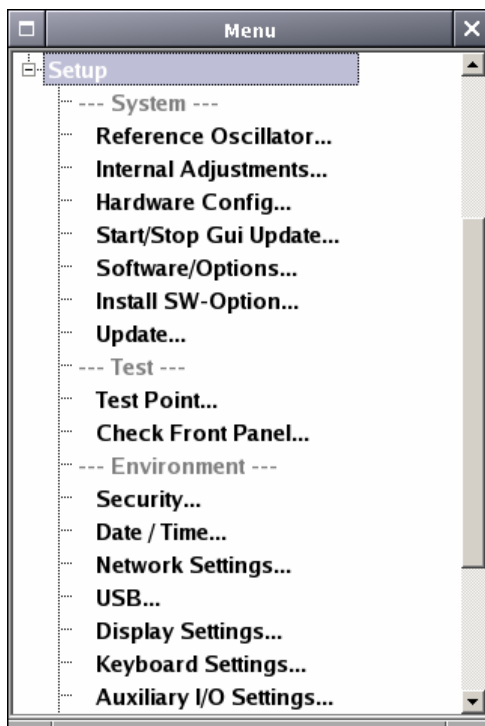 Menu
Setup
--- System ---
Reference Oscillator...
Internal Adjustments...
Hardware Config...
Start/Stop Gui Update...
Software/Options...
Install SW-Option...
Update...
--- Test ---
Test Point...
Check Front Panel...
--- Environment ---
Security...
Date / Time...
Network Settings...
USB...
Display Settings...
Keyboard Settings...
Auxiliary I/O Settings...